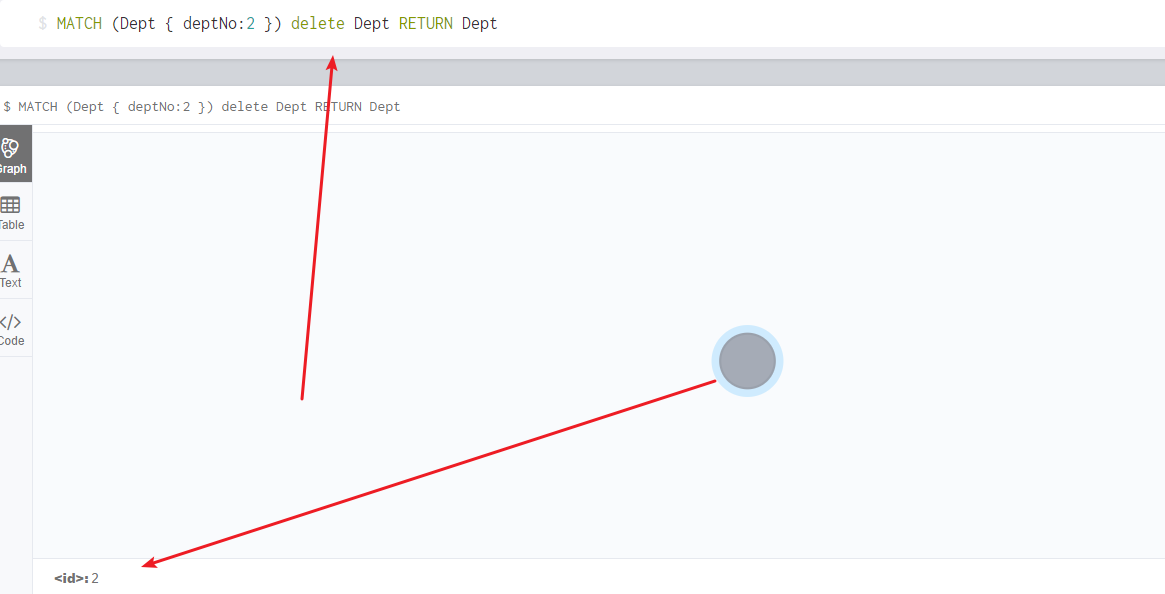 $ MATCH (Dept { deptNo:2 }) delete Dept RETURN Dept
$ MATCH (Dept { deptNo:2 }) delete Dept RETURN Dept
Graph
Table
Text
Code
<id>: 2